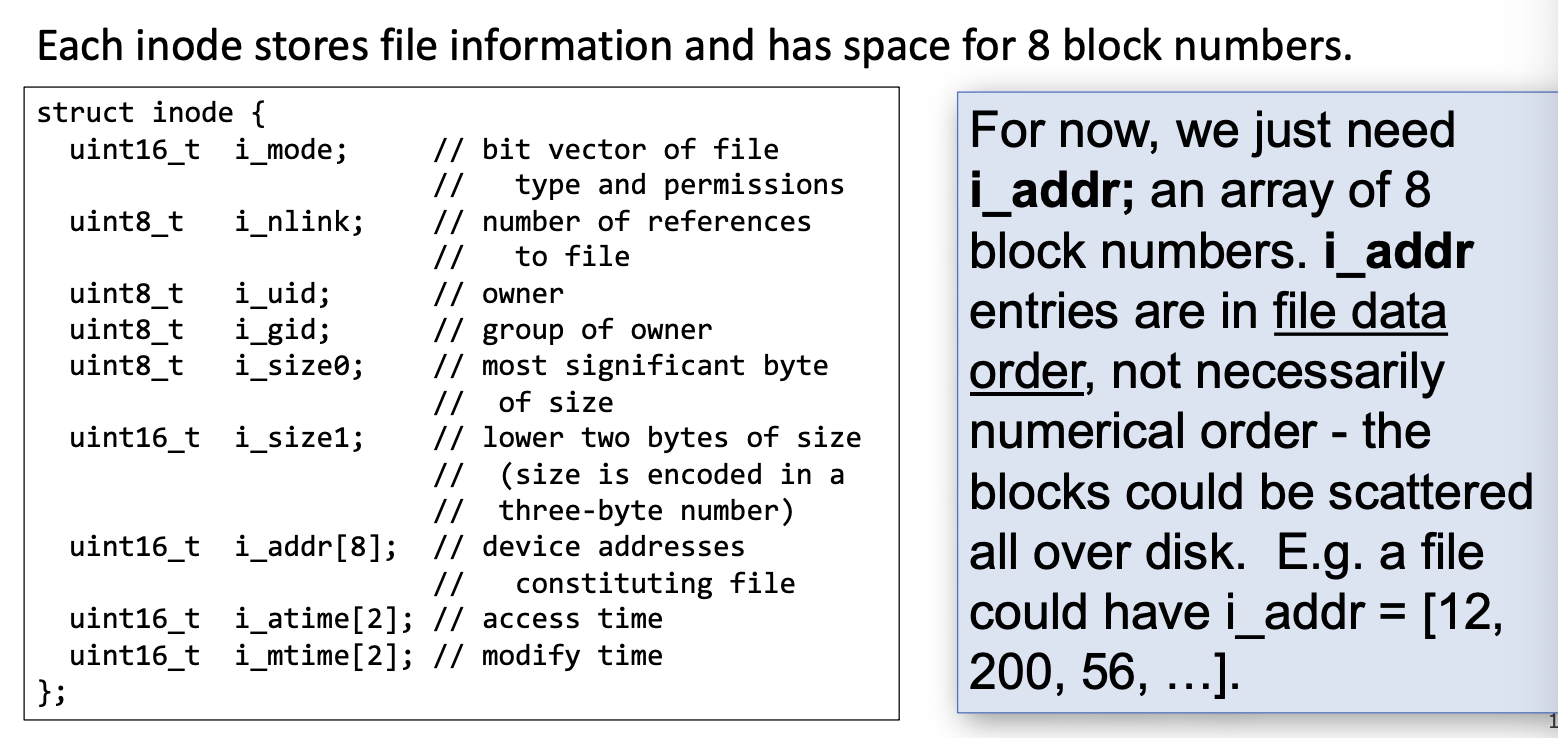 Each inode stores file information and has space for 8 block numbers.
struct inode {
  uint16_t  i_mode;     // bit vector of file
                        //   type and permissions
  uint8_t   i_nlink;    // number of references
                        //   to file
  uint8_t   i_uid;      // owner
  uint8_t   i_gid;      // group of owner
  uint8_t   i_size0;    // most significant byte
                        //  of size
  uint16_t  i_size1;    // lower two bytes of size
                        //  (size is encoded in a
                        //  three-byte number)
  uint16_t  i_addr[8];  // device addresses
                        //   constituting file
  uint16_t  i_atime[2]; // access time
  uint16_t  i_mtime[2]; // modify time
};
For now, we just need
i_addr; an array of 8
block numbers. i_addr
entries are in file data
order, not necessarily
numerical order - the
blocks could be scattered
all over disk.  E.g. a file
could have i_addr = [12,
200, 56, …].